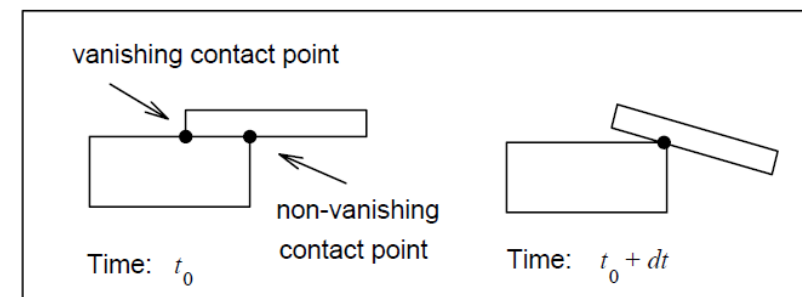 vanishing contact point
non-vanishing
contact point
Time: t₀
Time: t₀ + dt